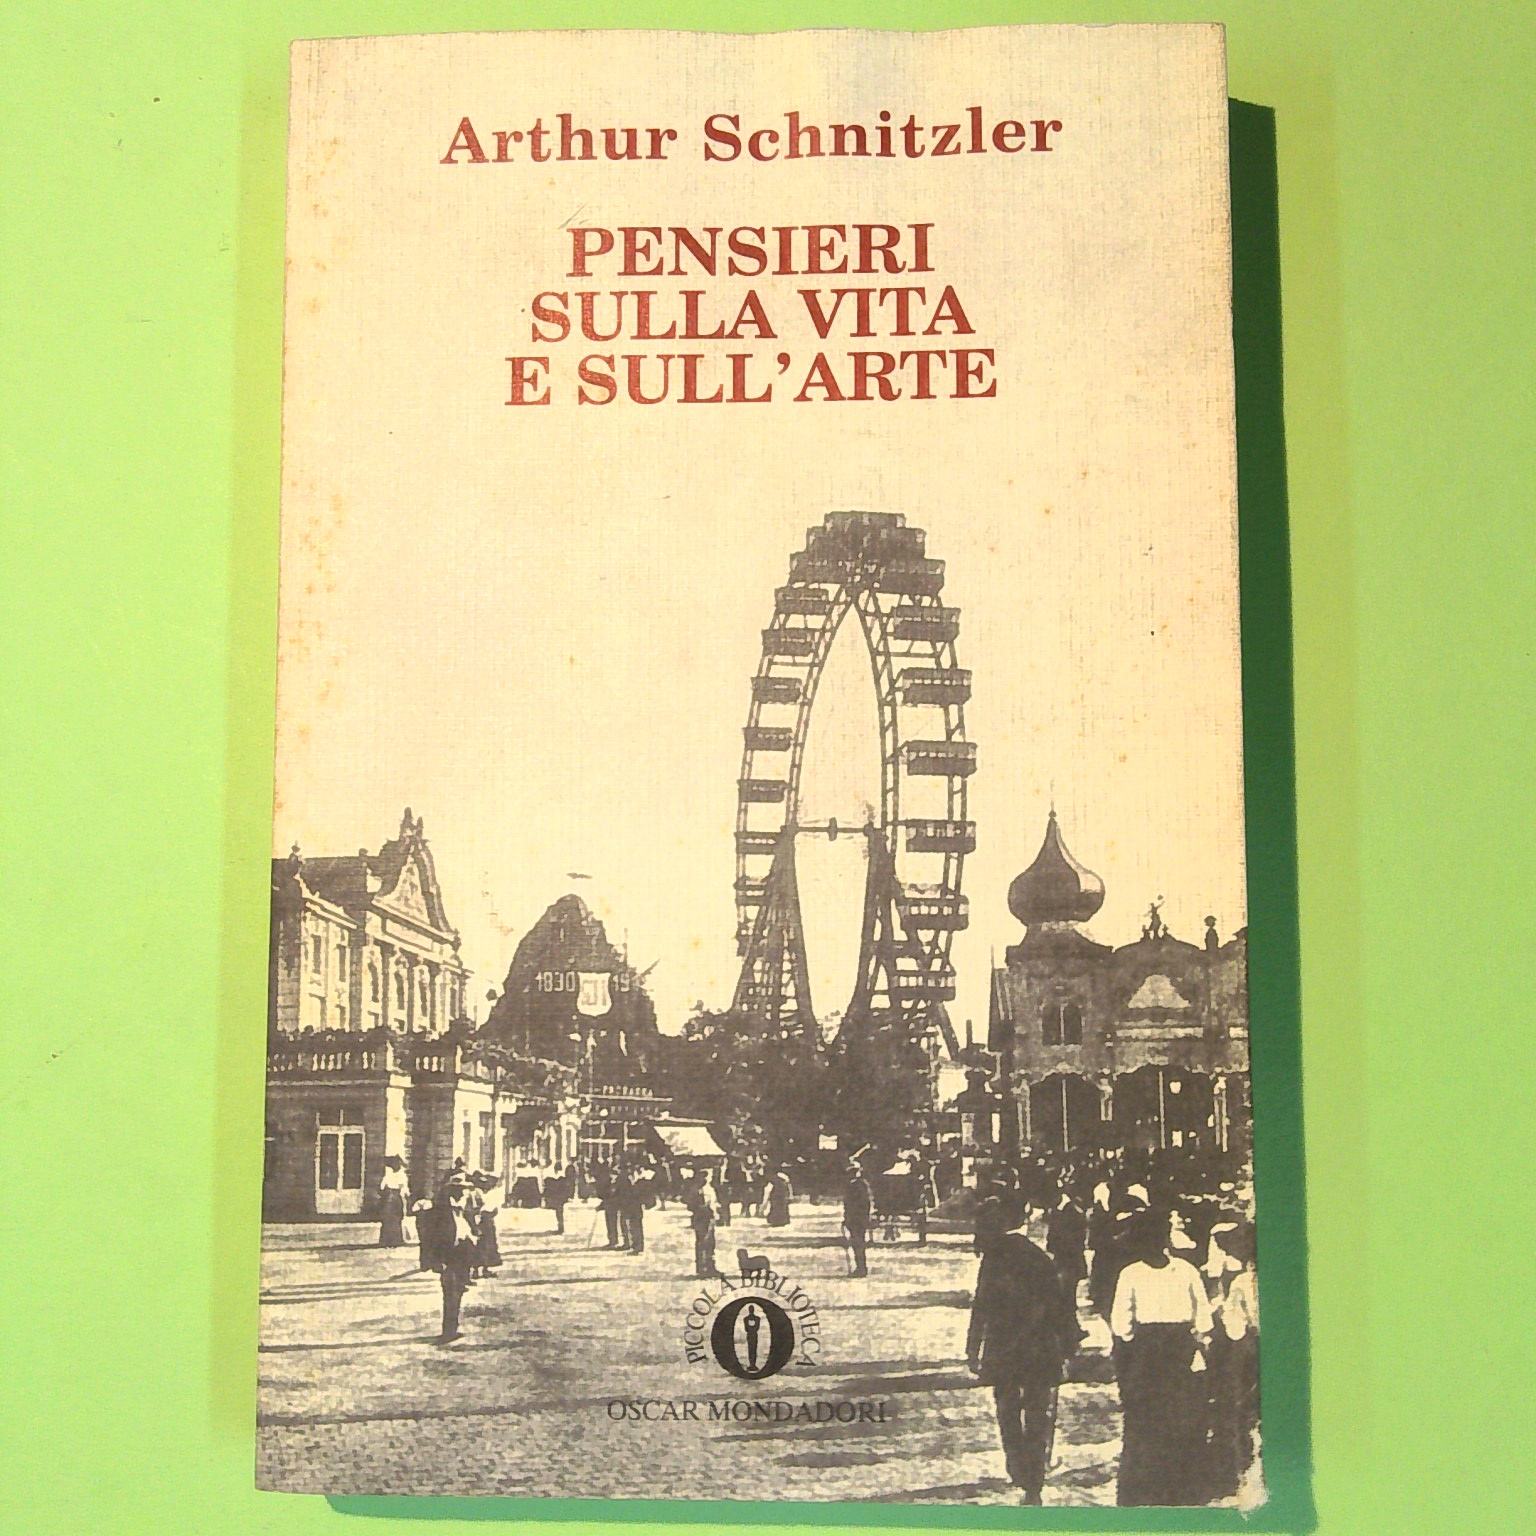 Arthur Schnitzler
PENSIERI
SULLA VITA
E SULL'ARTE
1830
PICCOLA BIBLIOTECA
OSCAR MONDADORI